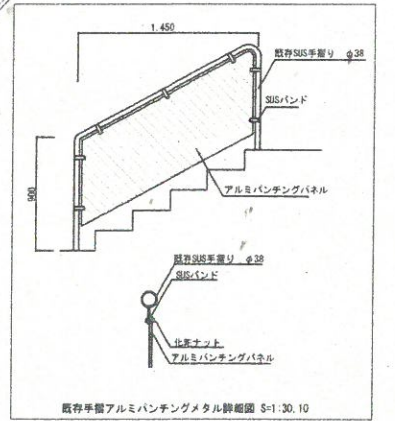 1.450
既存SUS手摺り φ38
SUSバンド
900
アルミパンチングパネル
既存SUS手摺り φ38
SUSバンド
化粧ナット
アルミパンチングパネル
既存手摺アルミパンチングメタル詳細図 S=1:30.10